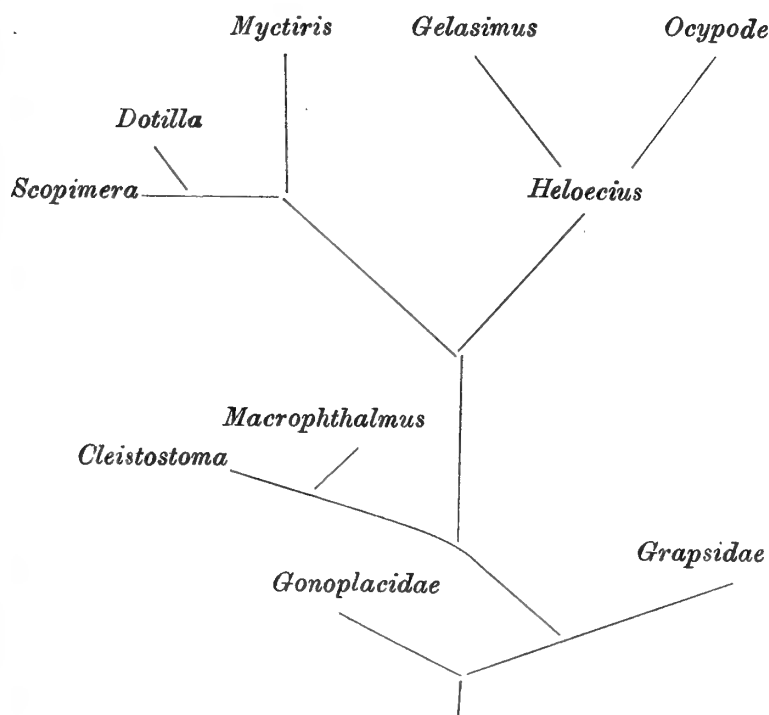 Myctiris Gelasimus Ocypode
Dotilla
Scopimera Heloecius
Macrophthalmus
Cleistostoma
Grapsidae
Gonoplacidae